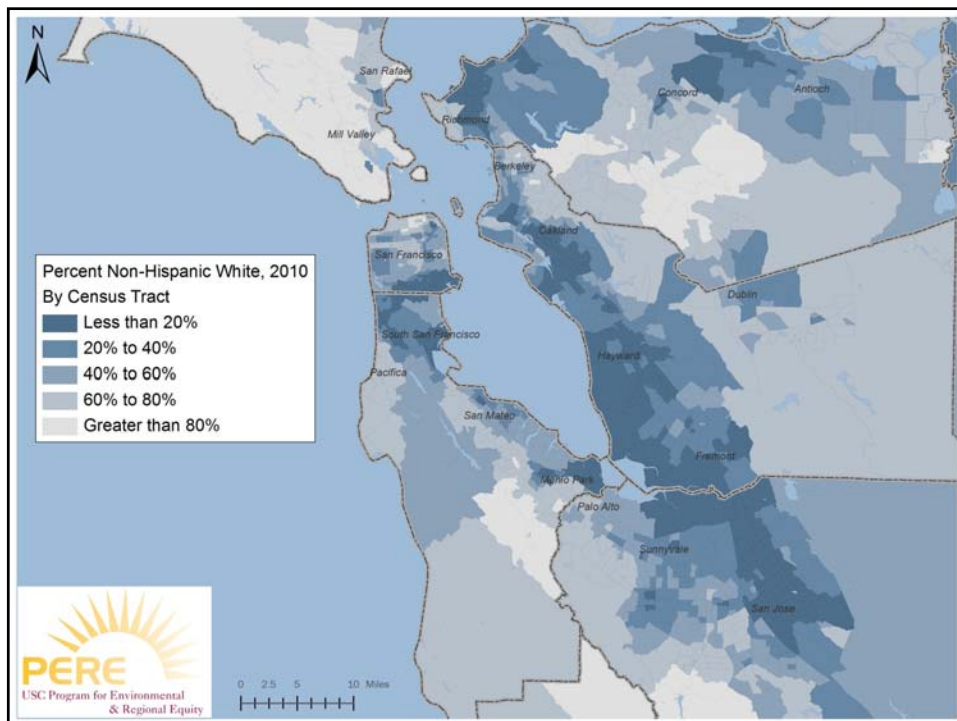 N
San Rafael
Mill Valley
Richmond
Concord
Antioch
Berkeley
Oakland
San Francisco
Dublin
South San Francisco
Hayward
Pacifica
San Mateo
Fremont
Menlo Park
Palo Alto
Sunnyvale
San Jose
Percent Non-Hispanic White, 2010
By Census Tract
Less than 20%
20% to 40%
40% to 60%
60% to 80%
Greater than 80%
PERE
USC Program for Environmental
& Regional Equity
0 2.5 5 10 Miles